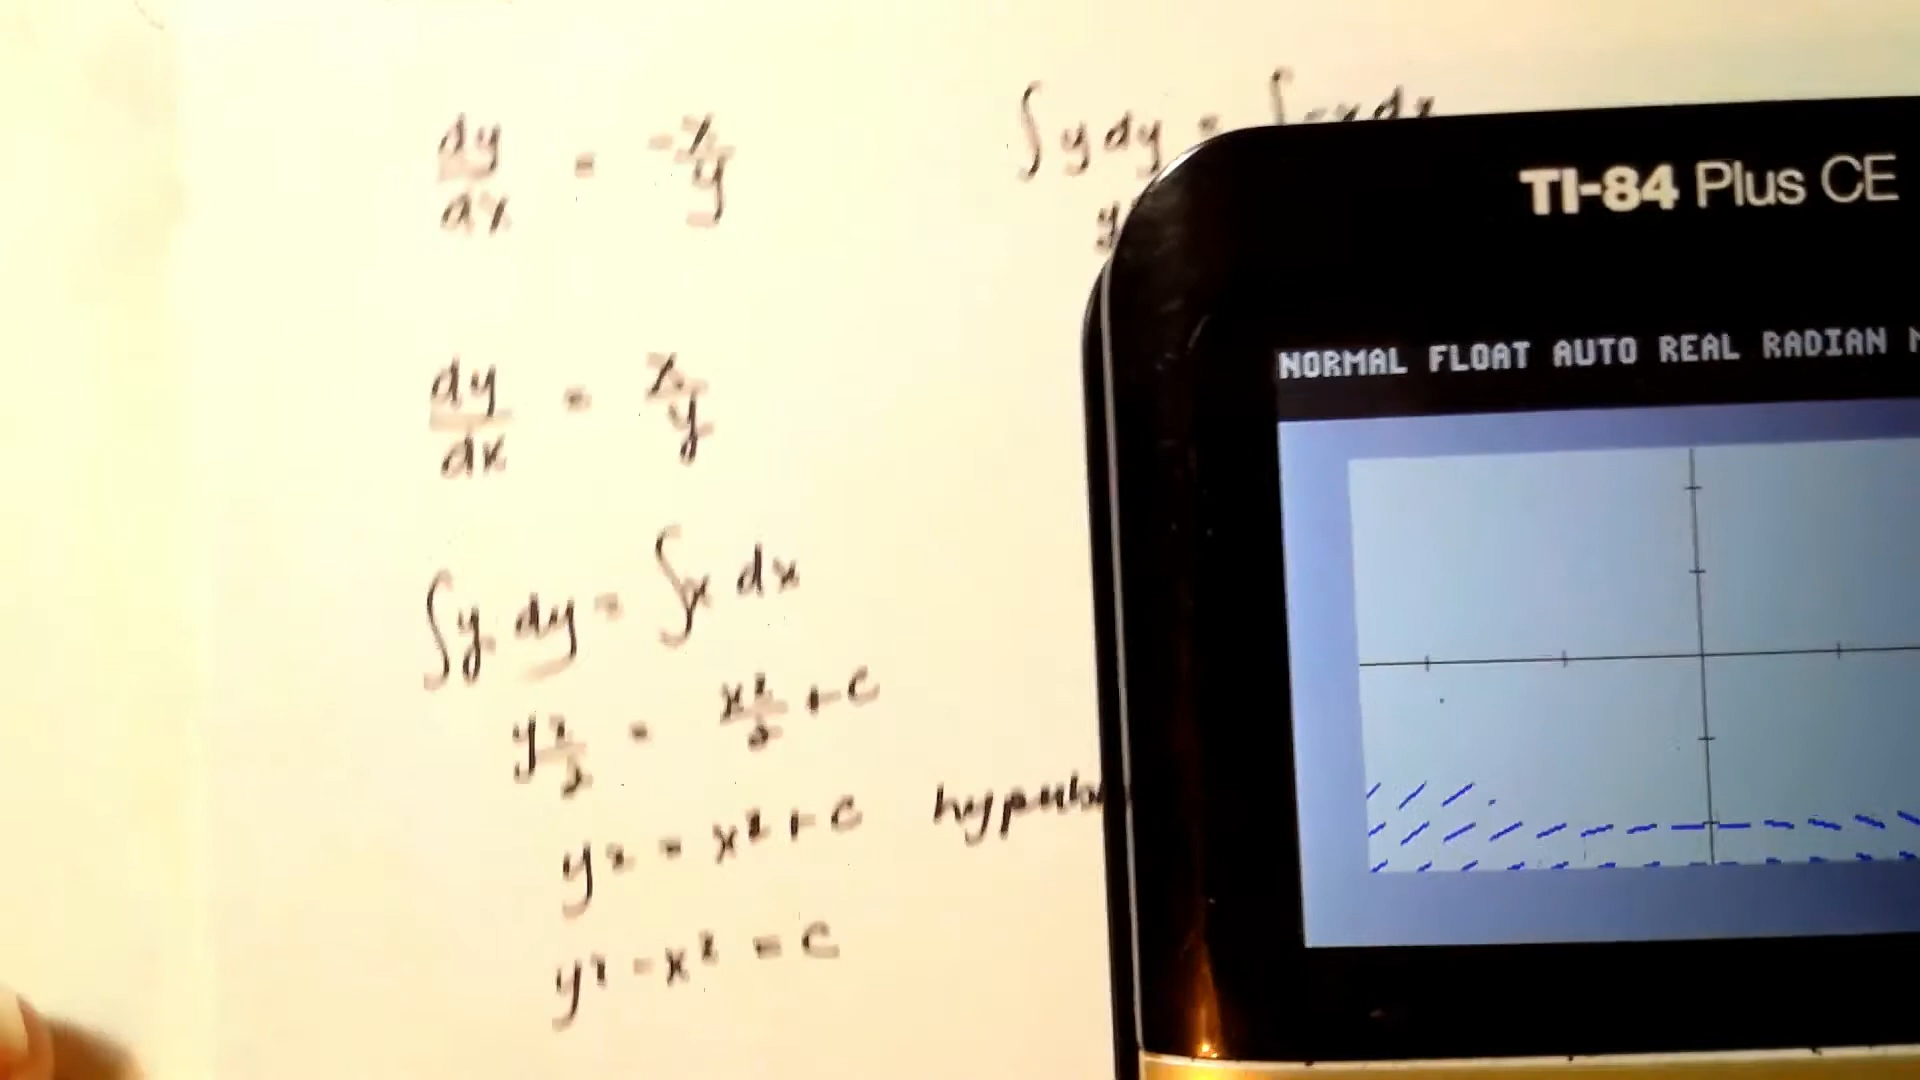 dy/dx = -x/y
∫y dy = ∫-x dx
TI-84 Plus CE
NORMAL FLOAT AUTO REAL RADIAN
dy/dx = x/y
∫y dy = ∫x dx
y²/2 = x²/2 + c
y² = x² + c
y² - x² = c